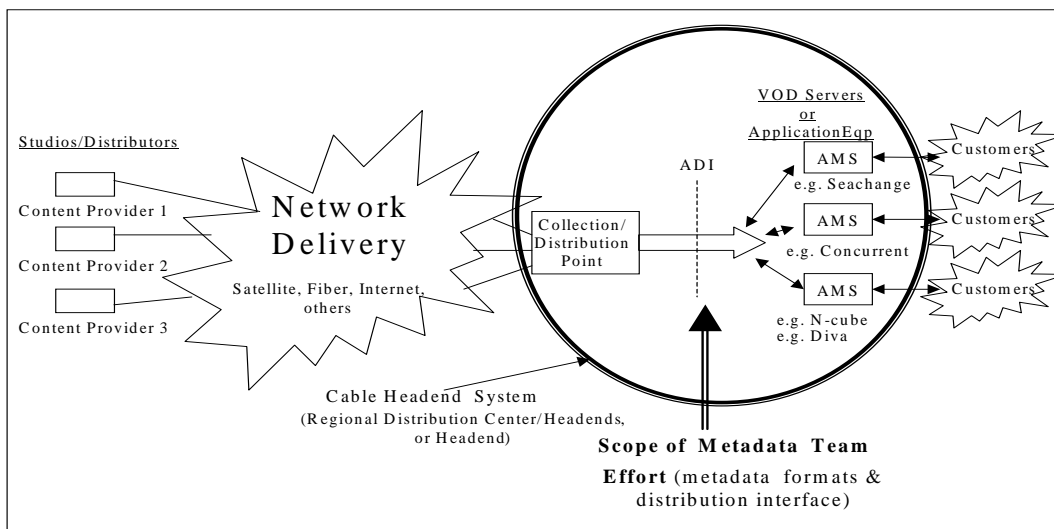 Studios/Distributors
Content Provider 1
Content Provider 2
Content Provider 3
Network
Delivery
Satellite, Fiber, Internet,
others
Collection/
Distribution
Point
ADI
VOD Servers
or
ApplicationEqp
AMS
e.g. Seachange
AMS
e.g. Concurrent
AMS
e.g. N-cube
e.g. Diva
Customers
Customers
Customers
Cable Headend System
(Regional Distribution Center/Headends,
or Headend)
Scope of Metadata Team
Effort (metadata formats &
distribution interface)